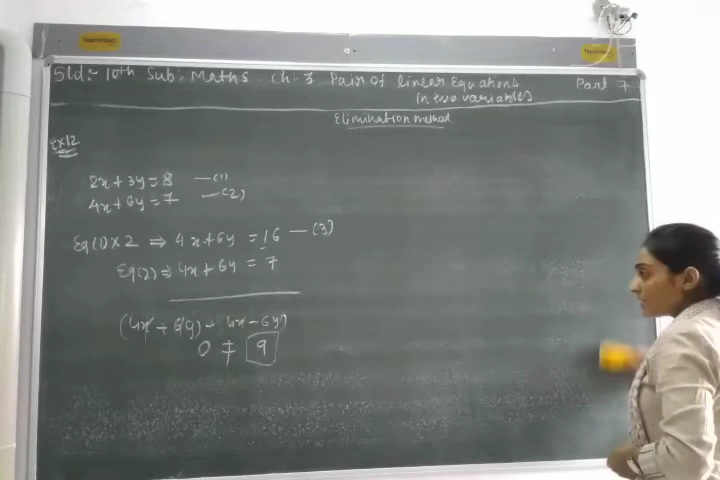 Std:- 10th Sub: Maths. Ch:3 Pair of linear Equations
in two variables
Part 7
Elimination method
Ex 12
2x + 3y = 8 —(1)
4x + 6y = 7 —(2)
Eq(1) × 2 ⇒ 4x + 6y = 16 —(3)
Eq(2) ⇒ 4x + 6y = 7
(4x + 6y) - 4x - 6y)
0 ≠ 9